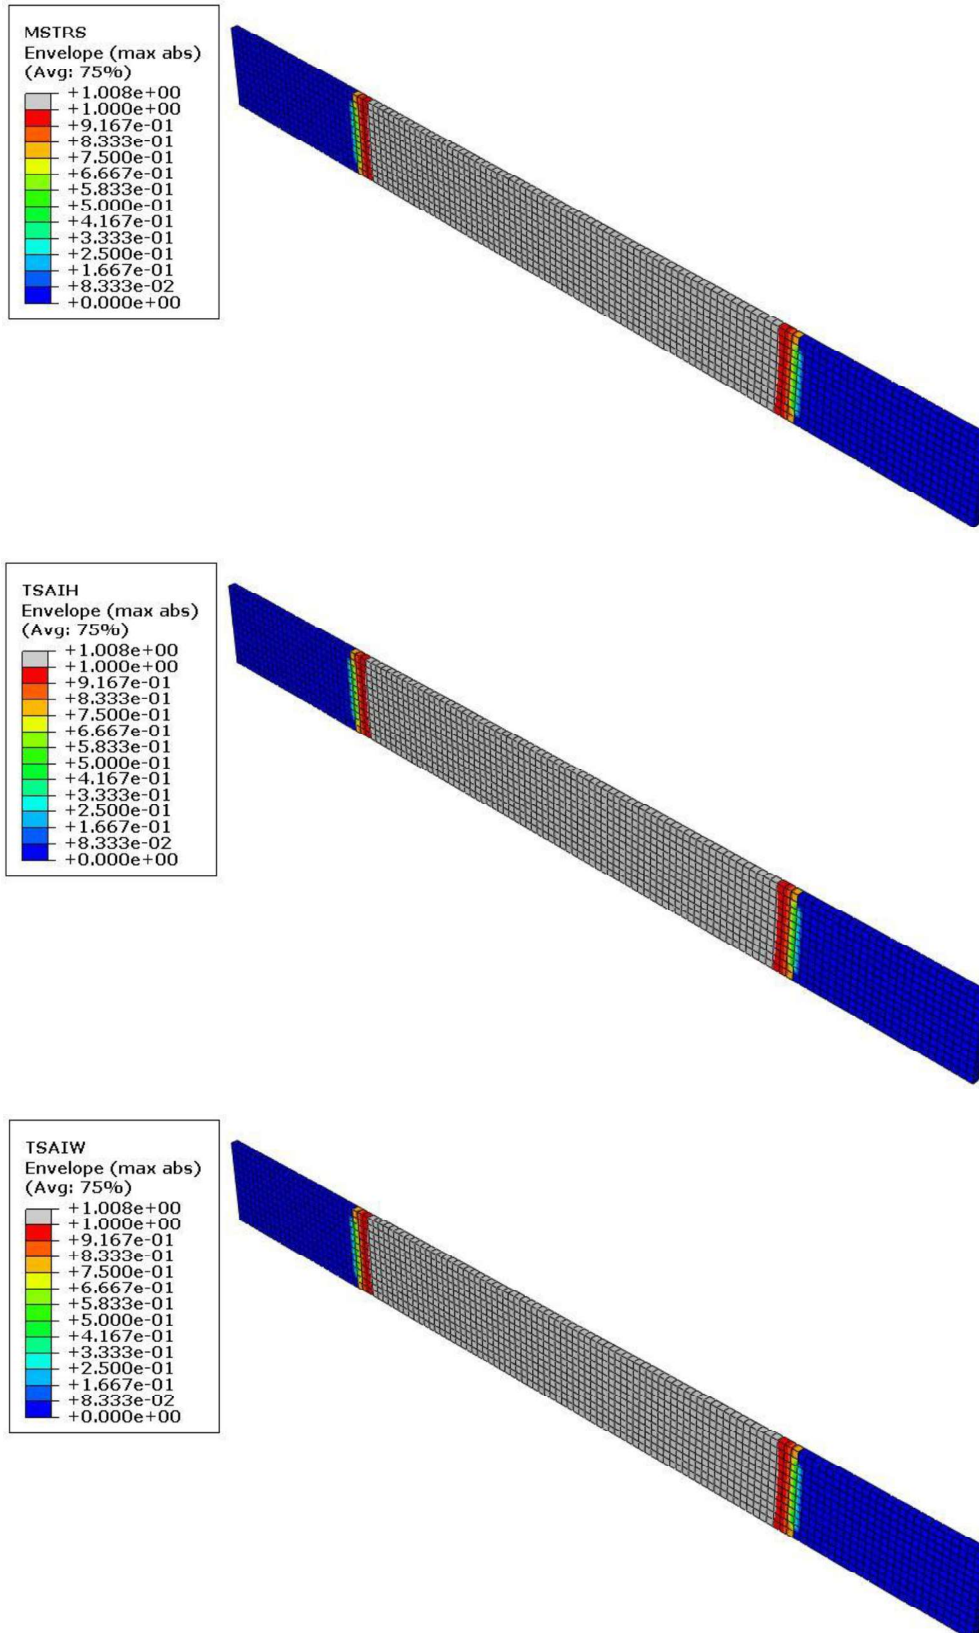 MSTRS
Envelope (max abs)
(Avg: 75%)
+1.008e+00
+1.000e+00
+9.167e-01
+8.333e-01
+7.500e-01
+6.667e-01
+5.833e-01
+5.000e-01
+4.167e-01
+3.333e-01
+2.500e-01
+1.667e-01
+8.333e-02
+0.000e+00
TSAIH
Envelope (max abs)
(Avg: 75%)
+1.008e+00
+1.000e+00
+9.167e-01
+8.333e-01
+7.500e-01
+6.667e-01
+5.833e-01
+5.000e-01
+4.167e-01
+3.333e-01
+2.500e-01
+1.667e-01
+8.333e-02
+0.000e+00
TSAIW
Envelope (max abs)
(Avg: 75%)
+1.008e+00
+1.000e+00
+9.167e-01
+8.333e-01
+7.500e-01
+6.667e-01
+5.833e-01
+5.000e-01
+4.167e-01
+3.333e-01
+2.500e-01
+1.667e-01
+8.333e-02
+0.000e+00